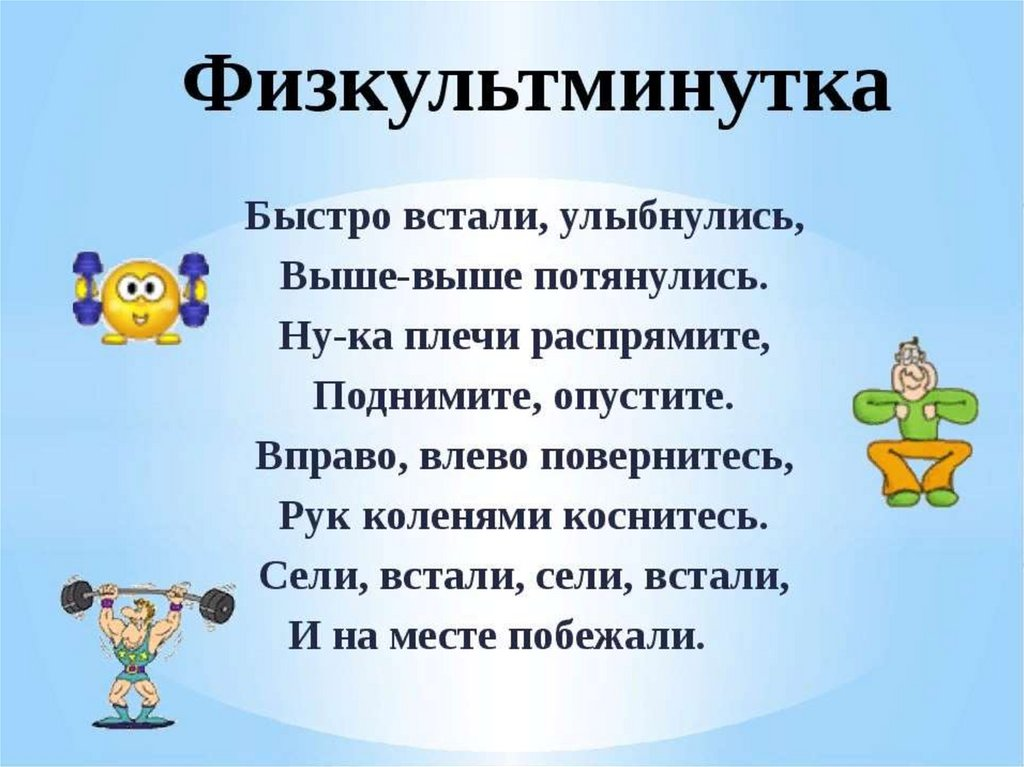 Физкультминутка
Быстро встали, улыбнулись,
Выше-выше потянулись.
Ну-ка плечи распрямите,
Поднимите, опустите.
Вправо, влево повернитесь,
Рук коленями коснитесь.
Сели, встали, сели, встали,
И на месте побежали.